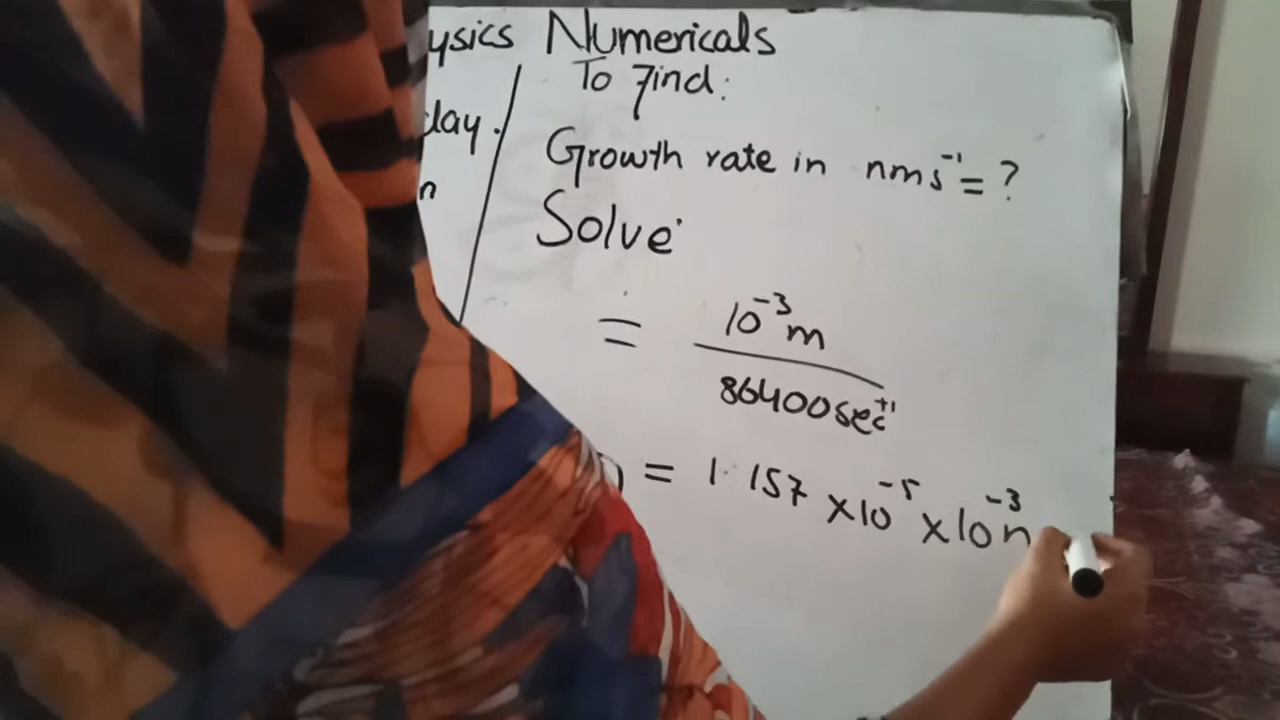 ysics Numericals
To Find:
day.
Growth rate in nms⁻¹ = ?
n
Solve
= 10⁻³m
86400sec⁺¹
= 1.157 ×10⁻⁵ ×10⁻³ n